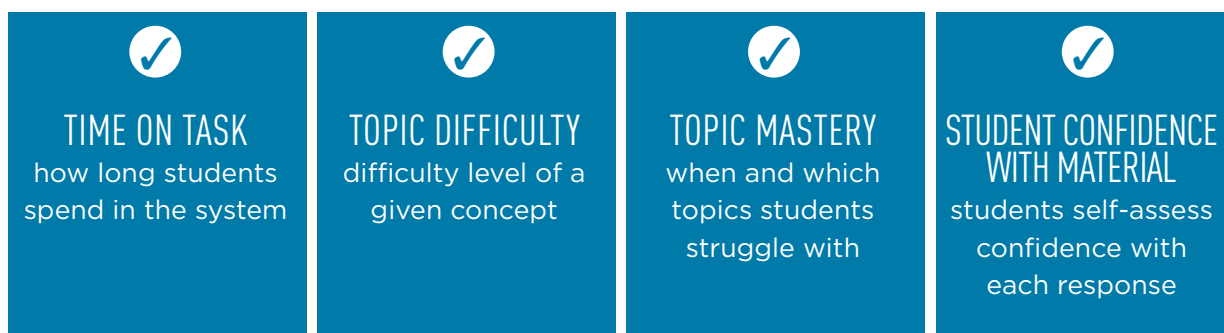 TIME ON TASK
how long students
spend in the system
TOPIC DIFFICULTY
difficulty level of a
given concept
TOPIC MASTERY
when and which
topics students
struggle with
STUDENT CONFIDENCE
WITH MATERIAL
students self-assess
confidence with
each response